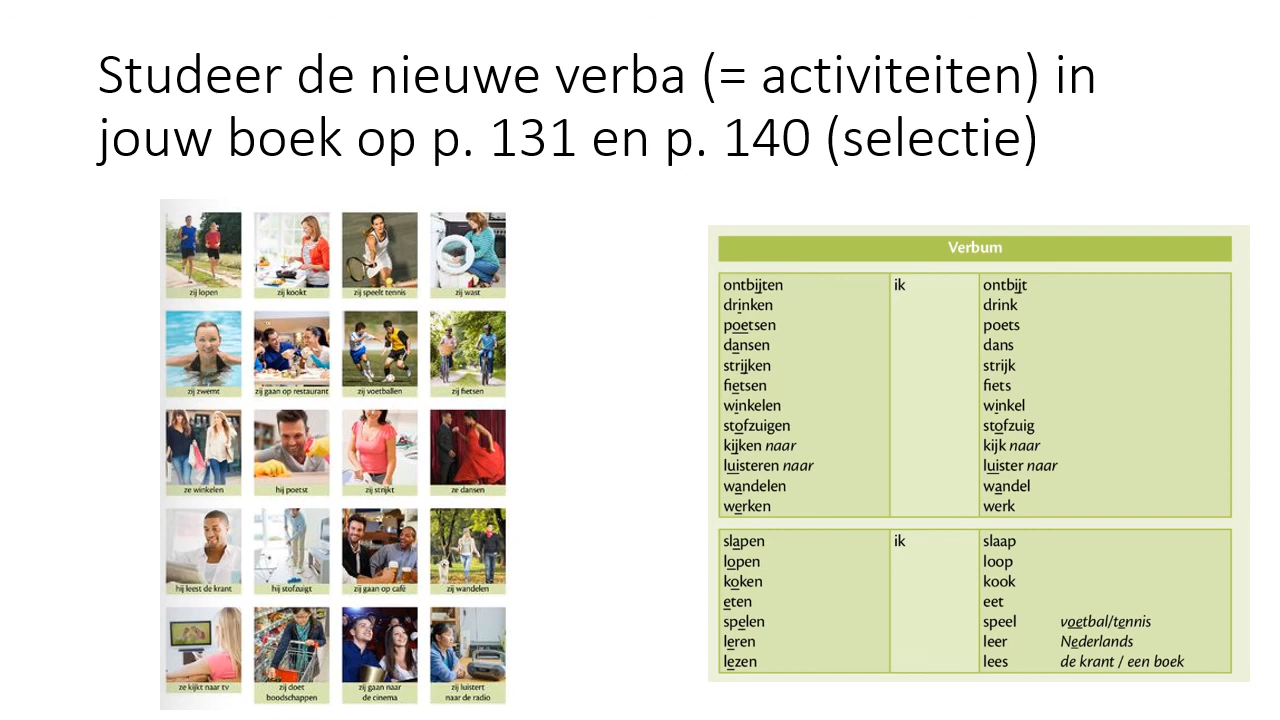 Studeer de nieuwe verba (= activiteiten) in
jouw boek op p. 131 en p. 140 (selectie)
zij lopen
zij kookt
zij speelt tennis
zij wast
zij zwemt
zij gaan op restaurant
zij voetballen
zij fietsen
ze winkelen
hij poetst
zij strijkt
ze dansen
hij leest de krant
hij stofzuigt
zij gaan op café
zij wandelen
ze kijkt naar tv
zij doet
boodschappen
zij gaan naar
de cinema
zij luistert
naar de radio
Verbum
ontbijten ik ontbijt
drinken drink
poetsen poets
dansen dans
strijken strijk
fietsen fiets
winkelen winkel
stofzuigen stofzuig
kijken naar kijk naar
luisteren naar luister naar
wandelen wandel
werken werk
slapen ik slaap
lopen loop
koken kook
eten eet
spelen speel voetbal/tennis
leren leer Nederlands
lezen lees de krant / een boek